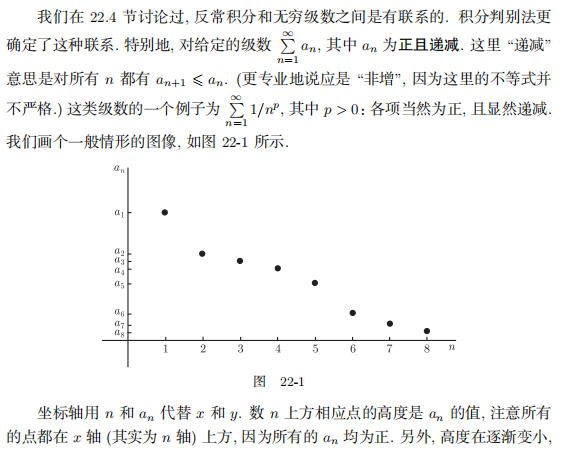 我们在 22.4 节讨论过, 反常积分和无穷级数之间是有联系的. 积分判别法更
确定了这种联系. 特别地, 对给定的级数 ∑_{n=1}^{∞} a_n, 其中 a_n 为正且递减. 这里 “递减”
意思是对所有 n 都有 a_{n+1} ⩽ a_n. (更专业地说应是 “非增”, 因为这里的不等式并
不严格.) 这类级数的一个例子为 ∑_{n=1}^{∞} 1/n^p, 其中 p > 0: 各项当然为正, 且显然递减.
我们画个一般情形的图像, 如图 22-1 所示.
a_n
a_1
a_2
a_3
a_4
a_5
a_6
a_7
a_8
1 2 3 4 5 6 7 8 n
图 22-1
坐标轴用 n 和 a_n 代替 x 和 y. 数 n 上方相应点的高度是 a_n 的值, 注意所有
的点都在 x 轴 (其实为 n 轴) 上方, 因为所有的 a_n 均为正. 另外, 高度在逐渐变小,